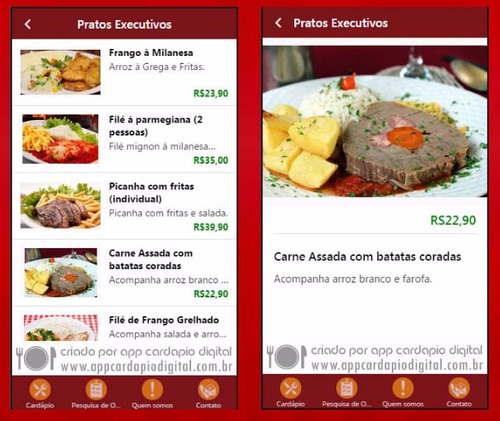 Pratos Executivos
Frango à Milanesa
Arroz à Grega e Fritas.
R$23,90
Filé à parmegiana (2
pessoas)
Filé mignon à milanesa...
R$35,00
Picanha com fritas
(individual)
Picanha com fritas e salada.
R$39,90
Carne Assada com
batatas coradas
Acompanha arroz branco ...
R$22,90
Filé de Frango Grelhado
Acompanha salada e arro...
criado por app cardapio digital
www.appcardapiodigital.com.br
Cardápio Pesquisa de O... Quem somos Contato
Pratos Executivos
R$22,90
Carne Assada com batatas coradas
Acompanha arroz branco e farofa.
criado por app cardapio digital
www.appcardapiodigital.com.br
Cardápio Pesquisa de O... Quem somos Contato